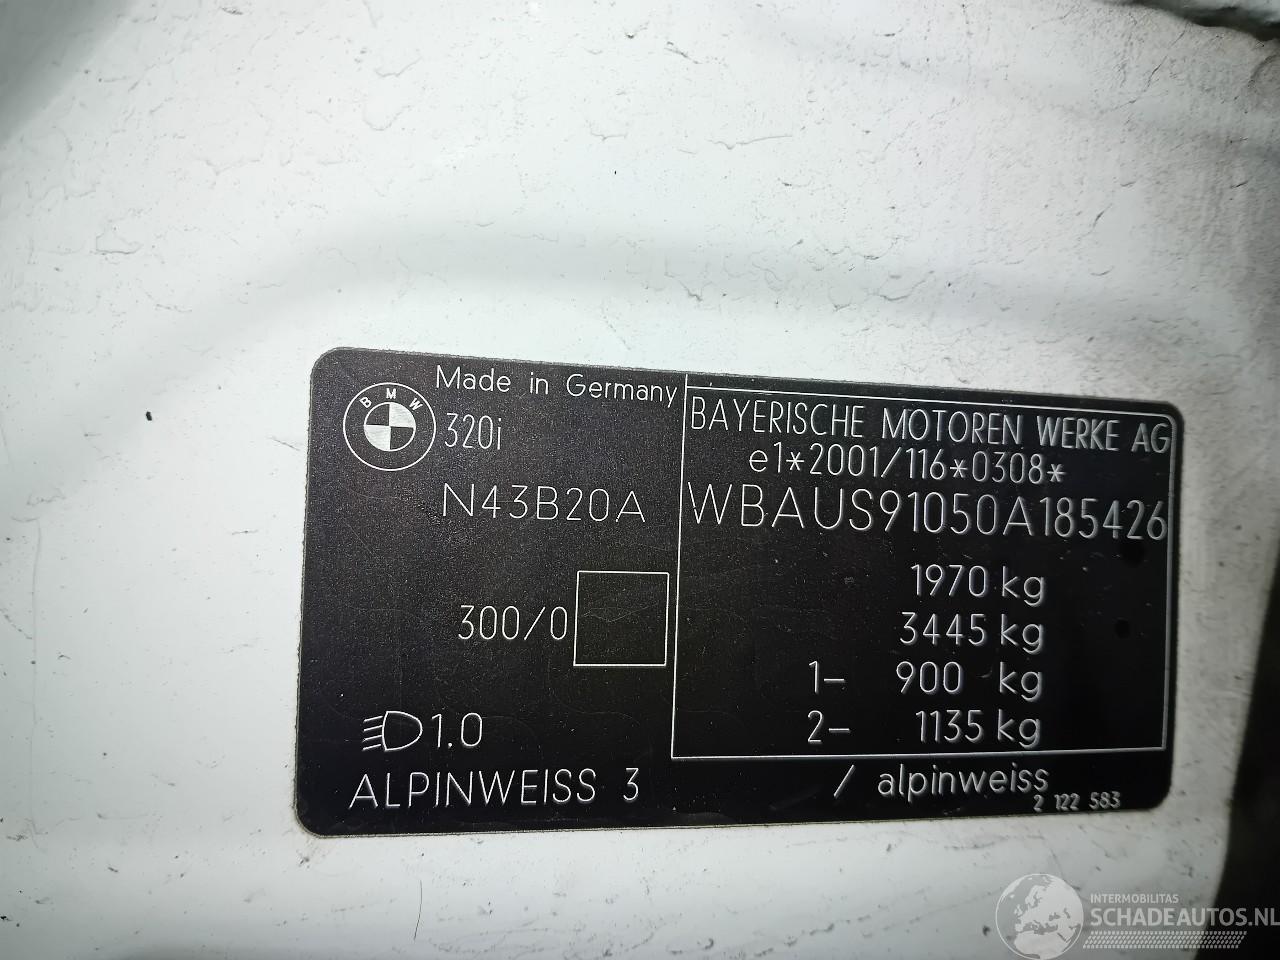 Made in Germany
BMW
320i
N43B20A
300/0
1.0
ALPINWEISS 3
BAYERISCHE MOTOREN WERKE AG
e1*2001/116*0308*
WBAUS91050A185426
1970 kg
3445 kg
1- 900 kg
2- 1135 kg
/ alpinweiss
2 122 583
INTERMOBILITAS
SCHADEAUTOS.NL